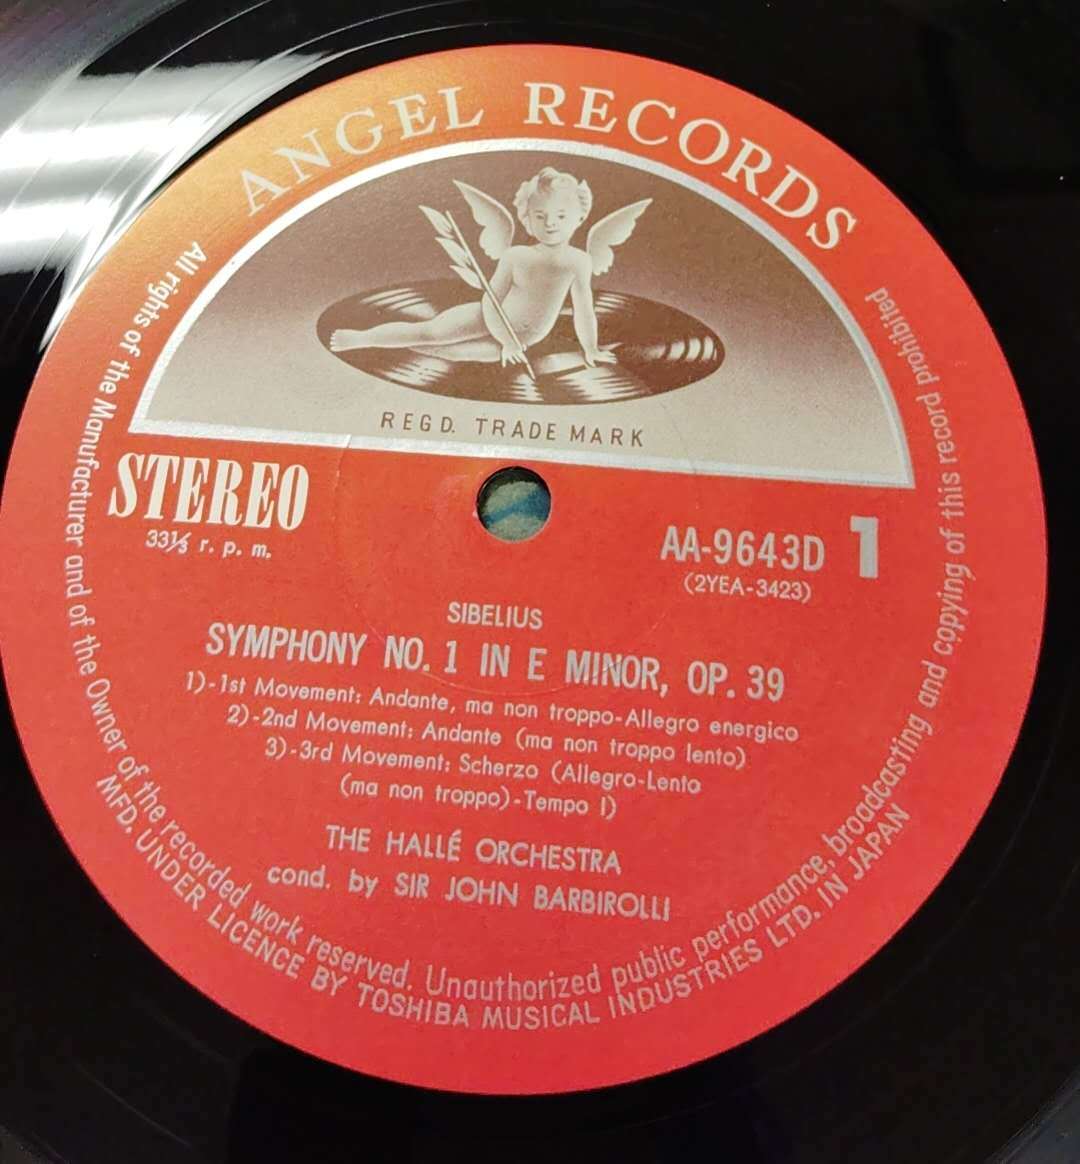 ANGEL RECORDS
REGD. TRADE MARK
STEREO
33⅓ r. p. m.
AA-9643D 1
(2YEA-3423)
SIBELIUS
SYMPHONY NO. 1 IN E MINOR, OP. 39
1)-1st Movement: Andante, ma non troppo-Allegro energico
2)-2nd Movement: Andante (ma non troppo lento)
3)-3rd Movement: Scherzo (Allegro-Lento
(ma non troppo)-Tempo I)
THE HALLÉ ORCHESTRA
cond. by SIR JOHN BARBIROLLI
All rights of the Manufacturer and of the Owner of the recorded work reserved. Unauthorized public performance, broadcasting and copying of this record prohibited
MFD. UNDER LICENCE BY TOSHIBA MUSICAL INDUSTRIES LTD. IN JAPAN